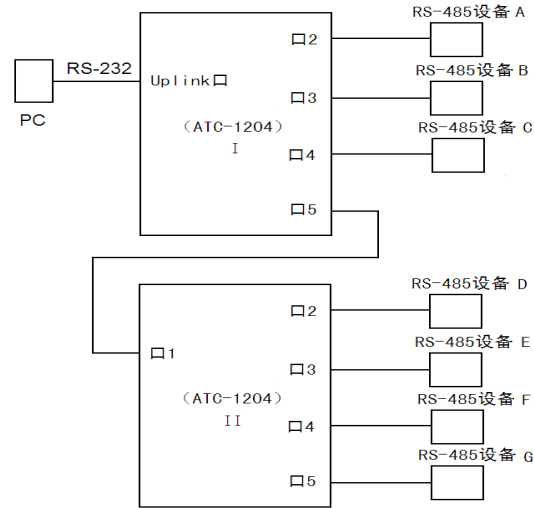 RS-485设备 A
口2
RS-232
Uplink口
RS-485设备 B
口3
PC
(ATC-1204)
I
RS-485设备 C
口4
口5
RS-485设备 D
口2
口1
RS-485设备 E
口3
(ATC-1204)
II
RS-485设备 F
口4
RS-485设备 G
口5